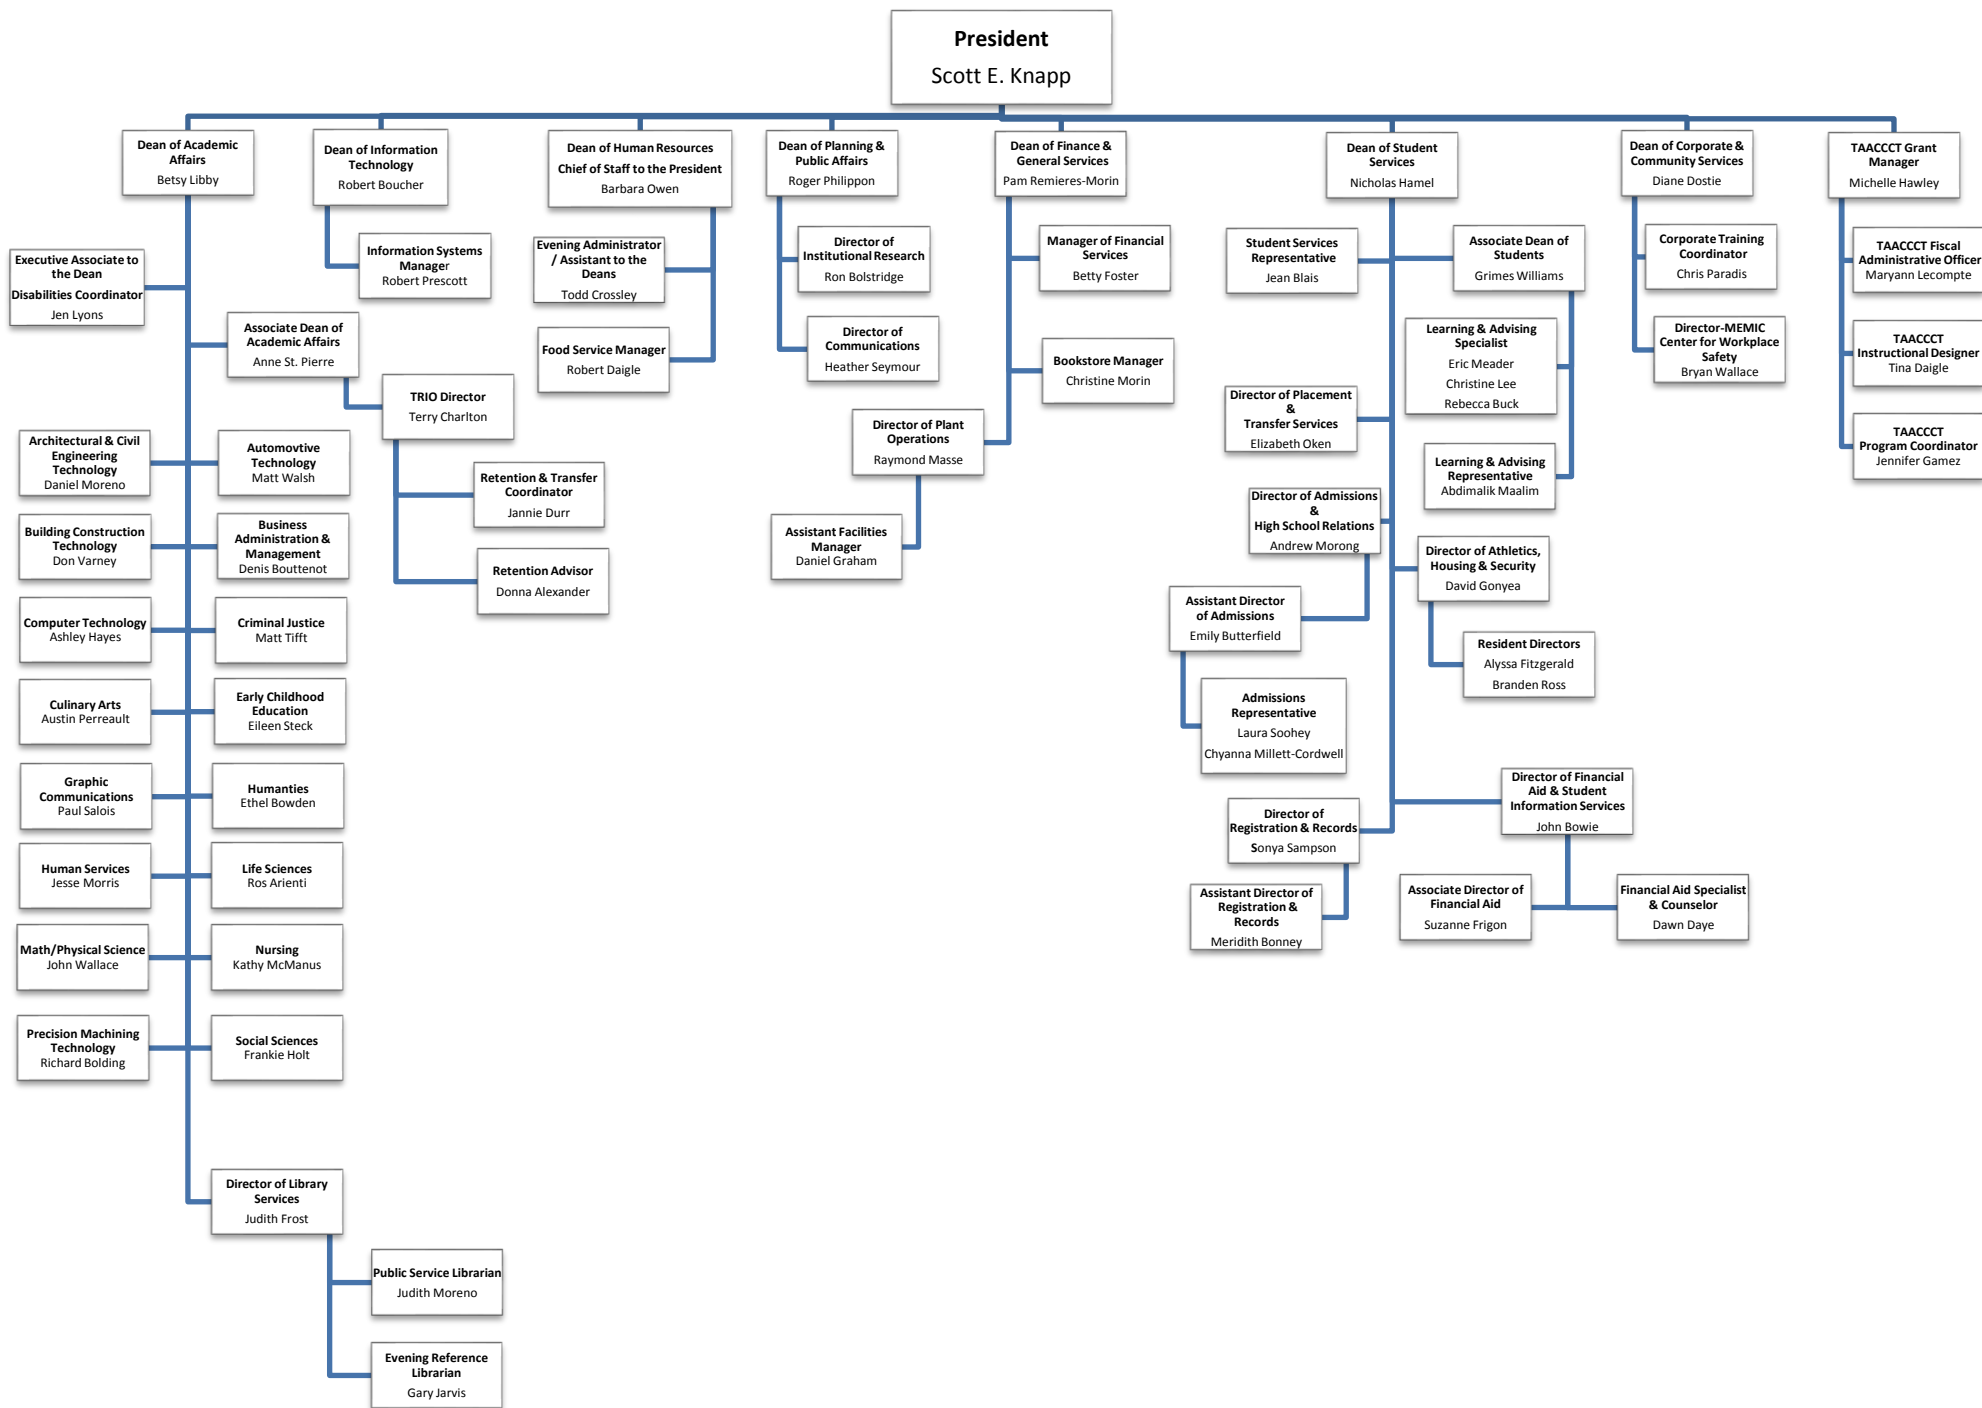 President
Scott E. Knapp
Dean of Academic
Affairs
Betsy Libby
Dean of Information
Technology
Robert Boucher
Dean of Human Resources
Chief of Staff to the President
Barbara Owen
Dean of Planning &
Public Affairs
Roger Philippon
Dean of Finance &
General Services
Pam Remieres-Morin
Dean of Student
Services
Nicholas Hamel
Dean of Corporate &
Community Services
Diane Dostie
TAACCCT Grant
Manager
Michelle Hawley
Executive Associate to
the Dean
Disabilities Coordinator
Jen Lyons
Associate Dean of
Academic Affairs
Anne St. Pierre
TRIO Director
Terry Charlton
Retention & Transfer
Coordinator
Jannie Durr
Retention Advisor
Donna Alexander
Architectural & Civil
Engineering
Technology
Daniel Moreno
Automovtive
Technology
Matt Walsh
Building Construction
Technology
Don Varney
Business
Administration &
Management
Denis Bouttenot
Computer Technology
Ashley Hayes
Criminal Justice
Matt Tifft
Culinary Arts
Austin Perreault
Early Childhood
Education
Eileen Steck
Graphic
Communications
Paul Salois
Humanties
Ethel Bowden
Human Services
Jesse Morris
Life Sciences
Ros Arienti
Math/Physical Science
John Wallace
Nursing
Kathy McManus
Precision Machining
Technology
Richard Bolding
Social Sciences
Frankie Holt
Director of Library
Services
Judith Frost
Public Service Librarian
Judith Moreno
Evening Reference
Librarian
Gary Jarvis
Information Systems
Manager
Robert Prescott
Evening Administrator
/ Assistant to the
Deans
Todd Crossley
Food Service Manager
Robert Daigle
Director of
Institutional Research
Ron Bolstridge
Director of
Communications
Heather Seymour
Manager of Financial
Services
Betty Foster
Bookstore Manager
Christine Morin
Director of Plant
Operations
Raymond Masse
Assistant Facilities
Manager
Daniel Graham
Student Services
Representative
Jean Blais
Associate Dean of
Students
Grimes Williams
Learning & Advising
Specialist
Eric Meader
Christine Lee
Rebecca Buck
Learning & Advising
Representative
Abdimalik Maalim
Director of Placement
&
Transfer Services
Elizabeth Oken
Director of Admissions
&
High School Relations
Andrew Morong
Assistant Director
of Admissions
Emily Butterfield
Admissions
Representative
Laura Soohey
Chyanna Millett-Cordwell
Director of Athletics,
Housing & Security
David Gonyea
Resident Directors
Alyssa Fitzgerald
Branden Ross
Director of
Registration & Records
Sonya Sampson
Assistant Director of
Registration &
Records
Meridith Bonney
Director of Financial
Aid & Student
Information Services
John Bowie
Associate Director of
Financial Aid
Suzanne Frigon
Financial Aid Specialist
& Counselor
Dawn Daye
Corporate Training
Coordinator
Chris Paradis
Director-MEMIC
Center for Workplace
Safety
Bryan Wallace
TAACCCT Fiscal
Administrative Officer
Maryann Lecompte
TAACCCT
Instructional Designer
Tina Daigle
TAACCCT
Program Coordinator
Jennifer Gamez